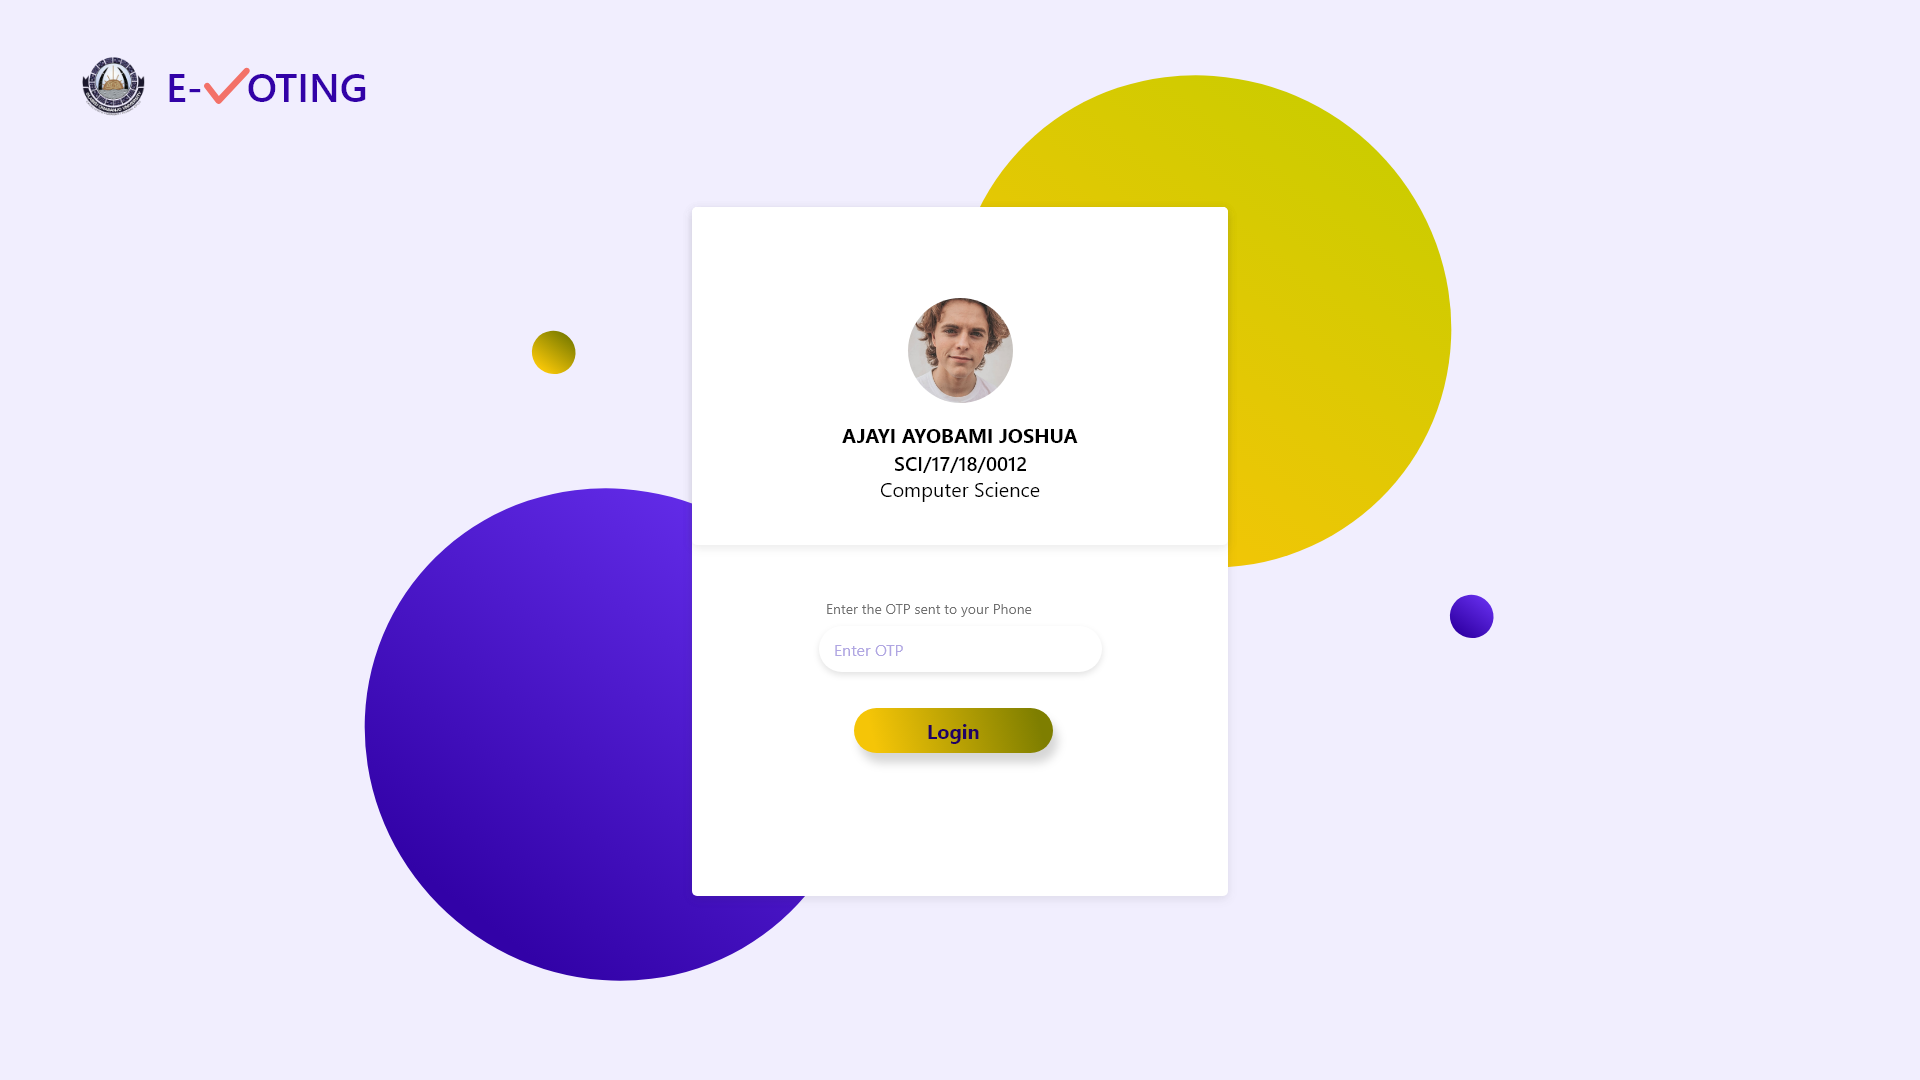 E-VOTING
AJAYI AYOBAMI JOSHUA
SCI/17/18/0012
Computer Science
Enter the OTP sent to your Phone
Enter OTP
Login